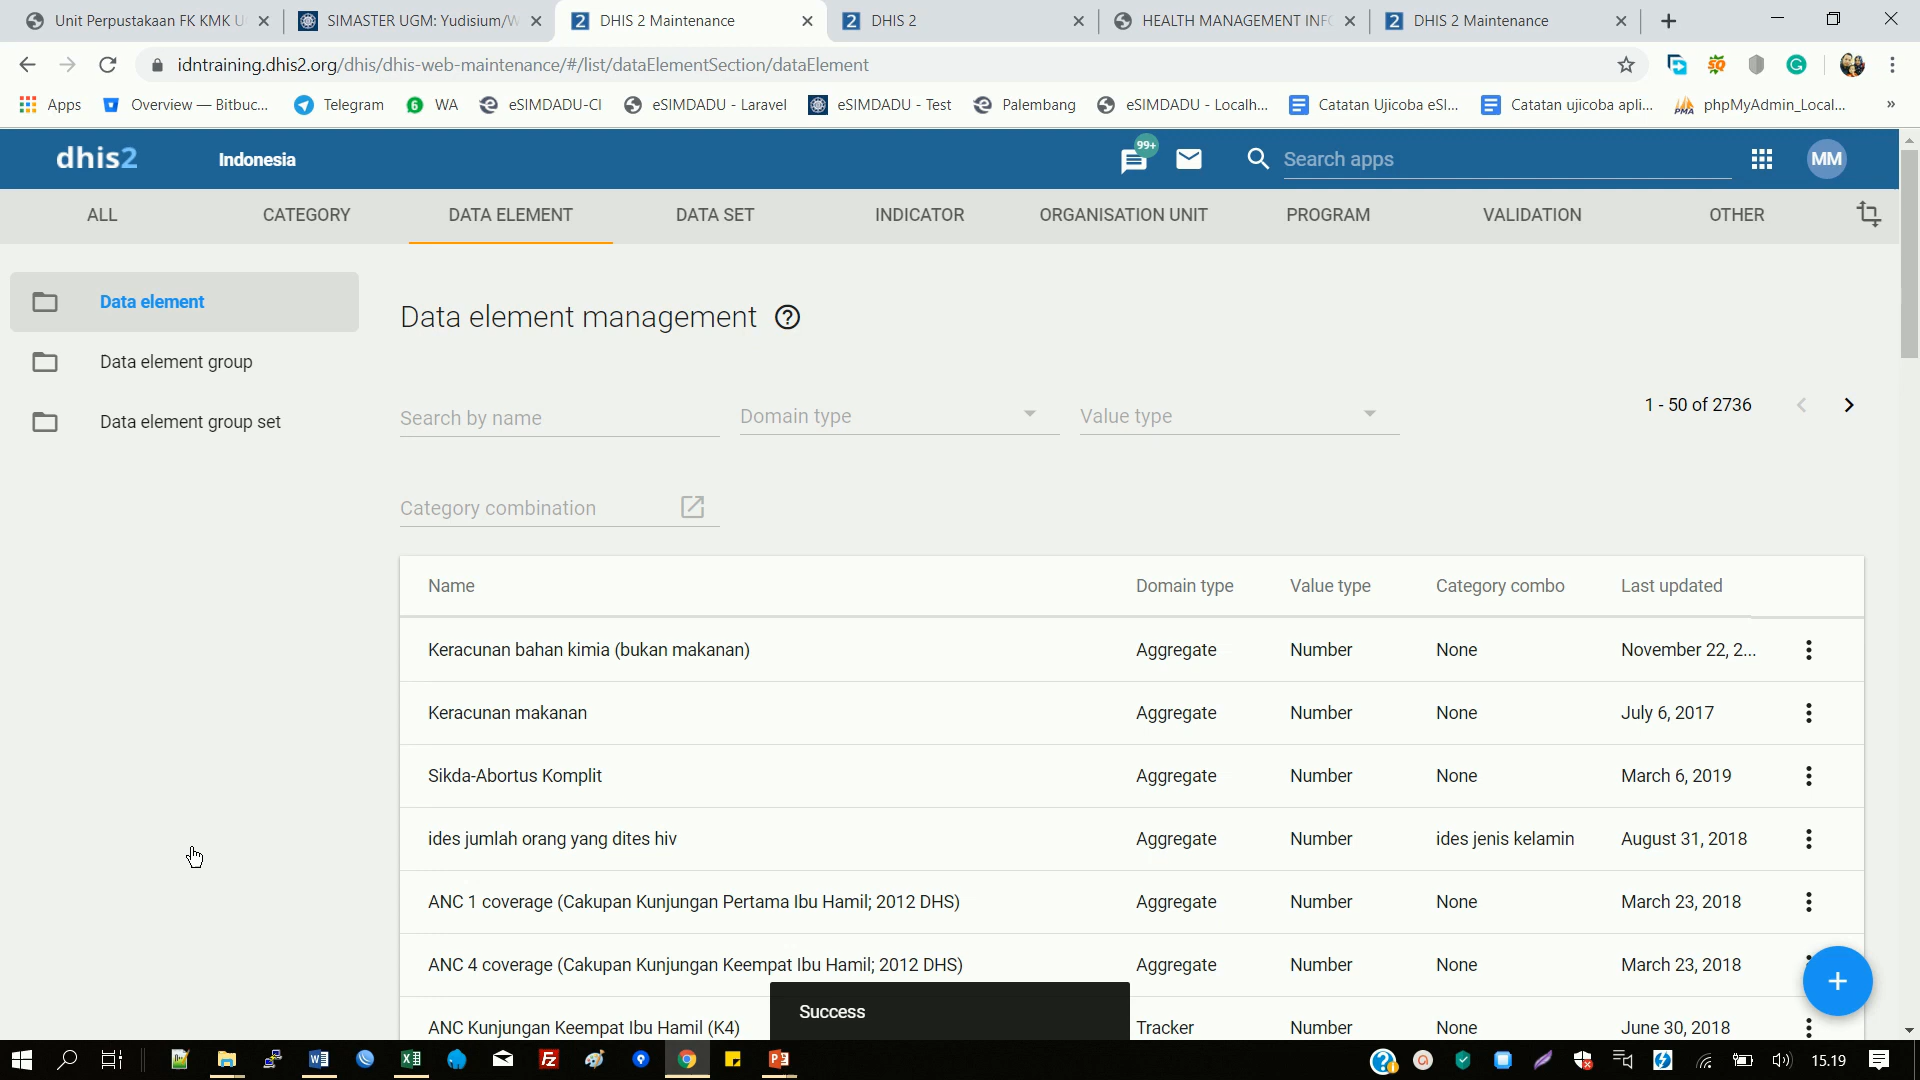 Unit Perpustakaan FK KMK U
SIMASTER UGM: Yudisium/W
DHIS 2 Maintenance
DHIS 2
HEALTH MANAGEMENT INFO
DHIS 2 Maintenance
idntraining.dhis2.org/dhis/dhis-web-maintenance/#/list/dataElementSection/dataElement
Apps
Overview — Bitbuc...
Telegram
WA
eSIMDADU-CI
eSIMDADU - Laravel
eSIMDADU - Test
Palembang
eSIMDADU - Localh...
Catatan Ujicoba eSI...
Catatan ujicoba apli...
phpMyAdmin_Local...
»
dhis2
Indonesia
99+
Search apps
MM
ALL
CATEGORY
DATA ELEMENT
DATA SET
INDICATOR
ORGANISATION UNIT
PROGRAM
VALIDATION
OTHER
Data element
Data element group
Data element group set
Data element management
Search by name
Domain type
Value type
1 - 50 of 2736
Category combination
Name Domain type Value type Category combo Last updated
Keracunan bahan kimia (bukan makanan) Aggregate Number None November 22, 2...
Keracunan makanan Aggregate Number None July 6, 2017
Sikda-Abortus Komplit Aggregate Number None March 6, 2019
ides jumlah orang yang dites hiv Aggregate Number ides jenis kelamin August 31, 2018
ANC 1 coverage (Cakupan Kunjungan Pertama Ibu Hamil; 2012 DHS) Aggregate Number None March 23, 2018
ANC 4 coverage (Cakupan Kunjungan Keempat Ibu Hamil; 2012 DHS) Aggregate Number None March 23, 2018
ANC Kunjungan Keempat Ibu Hamil (K4) Tracker Number None June 30, 2018
Success
15.19